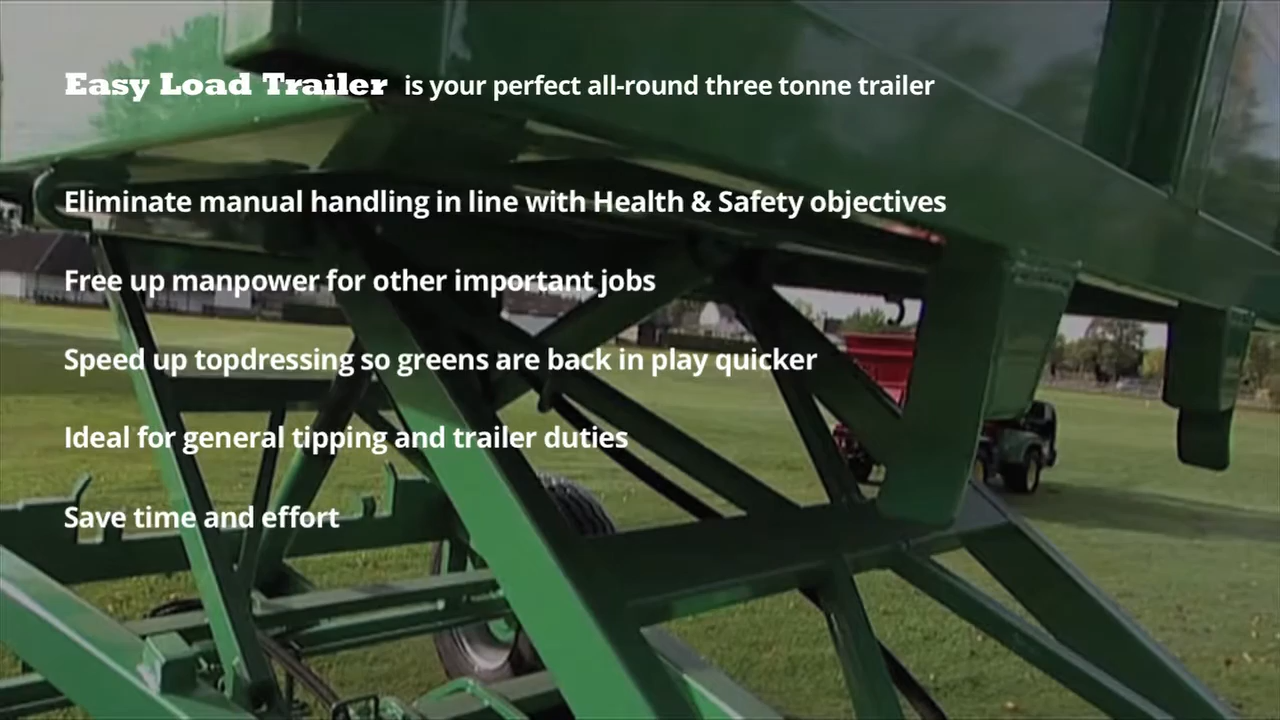 Easy Load Trailer is your perfect all-round three tonne trailer
Eliminate manual handling in line with Health & Safety objectives
Free up manpower for other important jobs
Speed up topdressing so greens are back in play quicker
Ideal for general tipping and trailer duties
Save time and effort